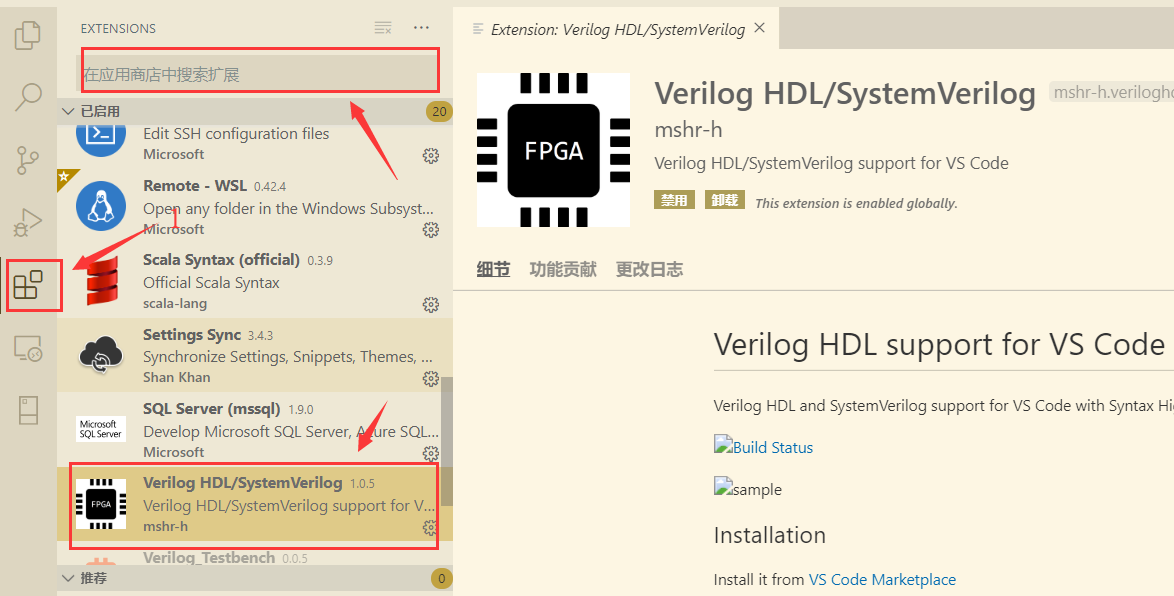 EXTENSIONS
在应用商店中搜索扩展
已启用
20
Edit SSH configuration files
Microsoft
Remote - WSL 0.42.4
Open any folder in the Windows Subsyst...
Microsoft
1
Scala Syntax (official) 0.3.9
Official Scala Syntax
scala-lang
Settings Sync 3.4.3
Synchronize Settings, Snippets, Themes, ...
Shan Khan
Microsoft
SQL Server
SQL Server (mssql) 1.9.0
Develop Microsoft SQL Server, Azure SQL...
Microsoft
FPGA
Verilog HDL/SystemVerilog 1.0.5
Verilog HDL/SystemVerilog support for V...
mshr-h
Verilog_Testbench 0.0.5
推荐
0
Extension: Verilog HDL/SystemVerilog
FPGA
Verilog HDL/SystemVerilog
mshr-h.verilogh
mshr-h
Verilog HDL/SystemVerilog support for VS Code
禁用 卸载 This extension is enabled globally.
细节 功能贡献 更改日志
Verilog HDL support for VS Code
Verilog HDL and SystemVerilog support for VS Code with Syntax Hi
Build Status
sample
Installation
Install it from VS Code Marketplace